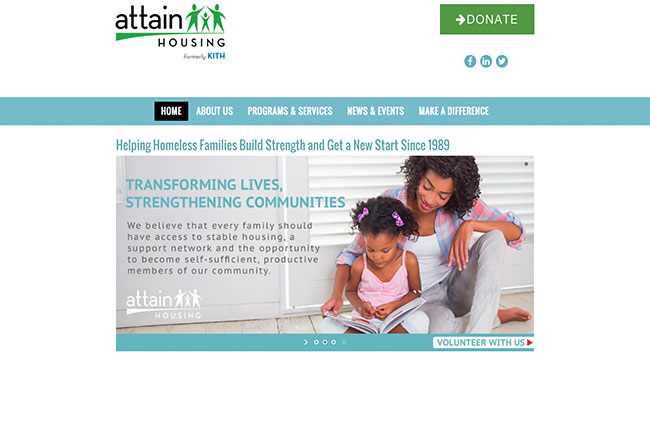 attain
HOUSING
Formerly KITH
DONATE
HOME ABOUT US PROGRAMS & SERVICES NEWS & EVENTS MAKE A DIFFERENCE
Helping Homeless Families Build Strength and Get a New Start Since 1989
TRANSFORMING LIVES,
STRENGTHENING COMMUNITIES
We believe that every family should
have access to stable housing, a
support network and the opportunity
to become self-sufficient, productive
members of our community.
attain
HOUSING
VOLUNTEER WITH US